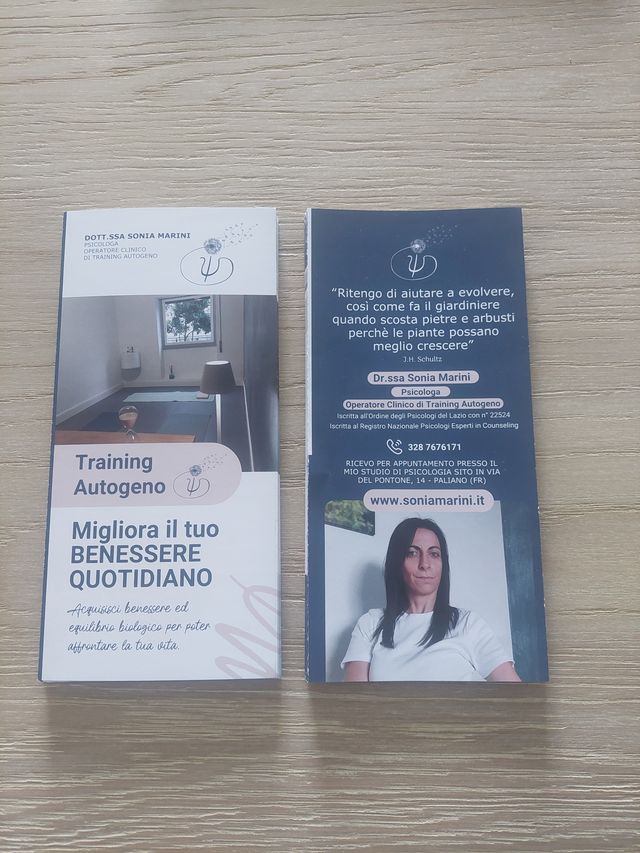 DOTT.SSA SONIA MARINI
PSICOLOGA
OPERATORE CLINICO
DI TRAINING AUTOGENO
Training
Autogeno
Migliora il tuo
BENESSERE
QUOTIDIANO
Acquisisci benessere ed
equilibrio biologico per poter
affrontare la tua vita.
“Ritengo di aiutare a evolvere,
così come fa il giardiniere
quando scosta pietre e arbusti
perchè le piante possano
meglio crescere”
J.H. Schultz
Dr.ssa Sonia Marini
Psicologa
Operatore Clinico di Training Autogeno
Iscritta all'Ordine degli Psicologi del Lazio con n° 22524
Iscritta al Registro Nazionale Psicologi Esperti in Counseling
328 7676171
RICEVO PER APPUNTAMENTO PRESSO IL
MIO STUDIO DI PSICOLOGIA SITO IN VIA
DEL PONTONE, 14 - PALIANO (FR)
www.soniamarini.it